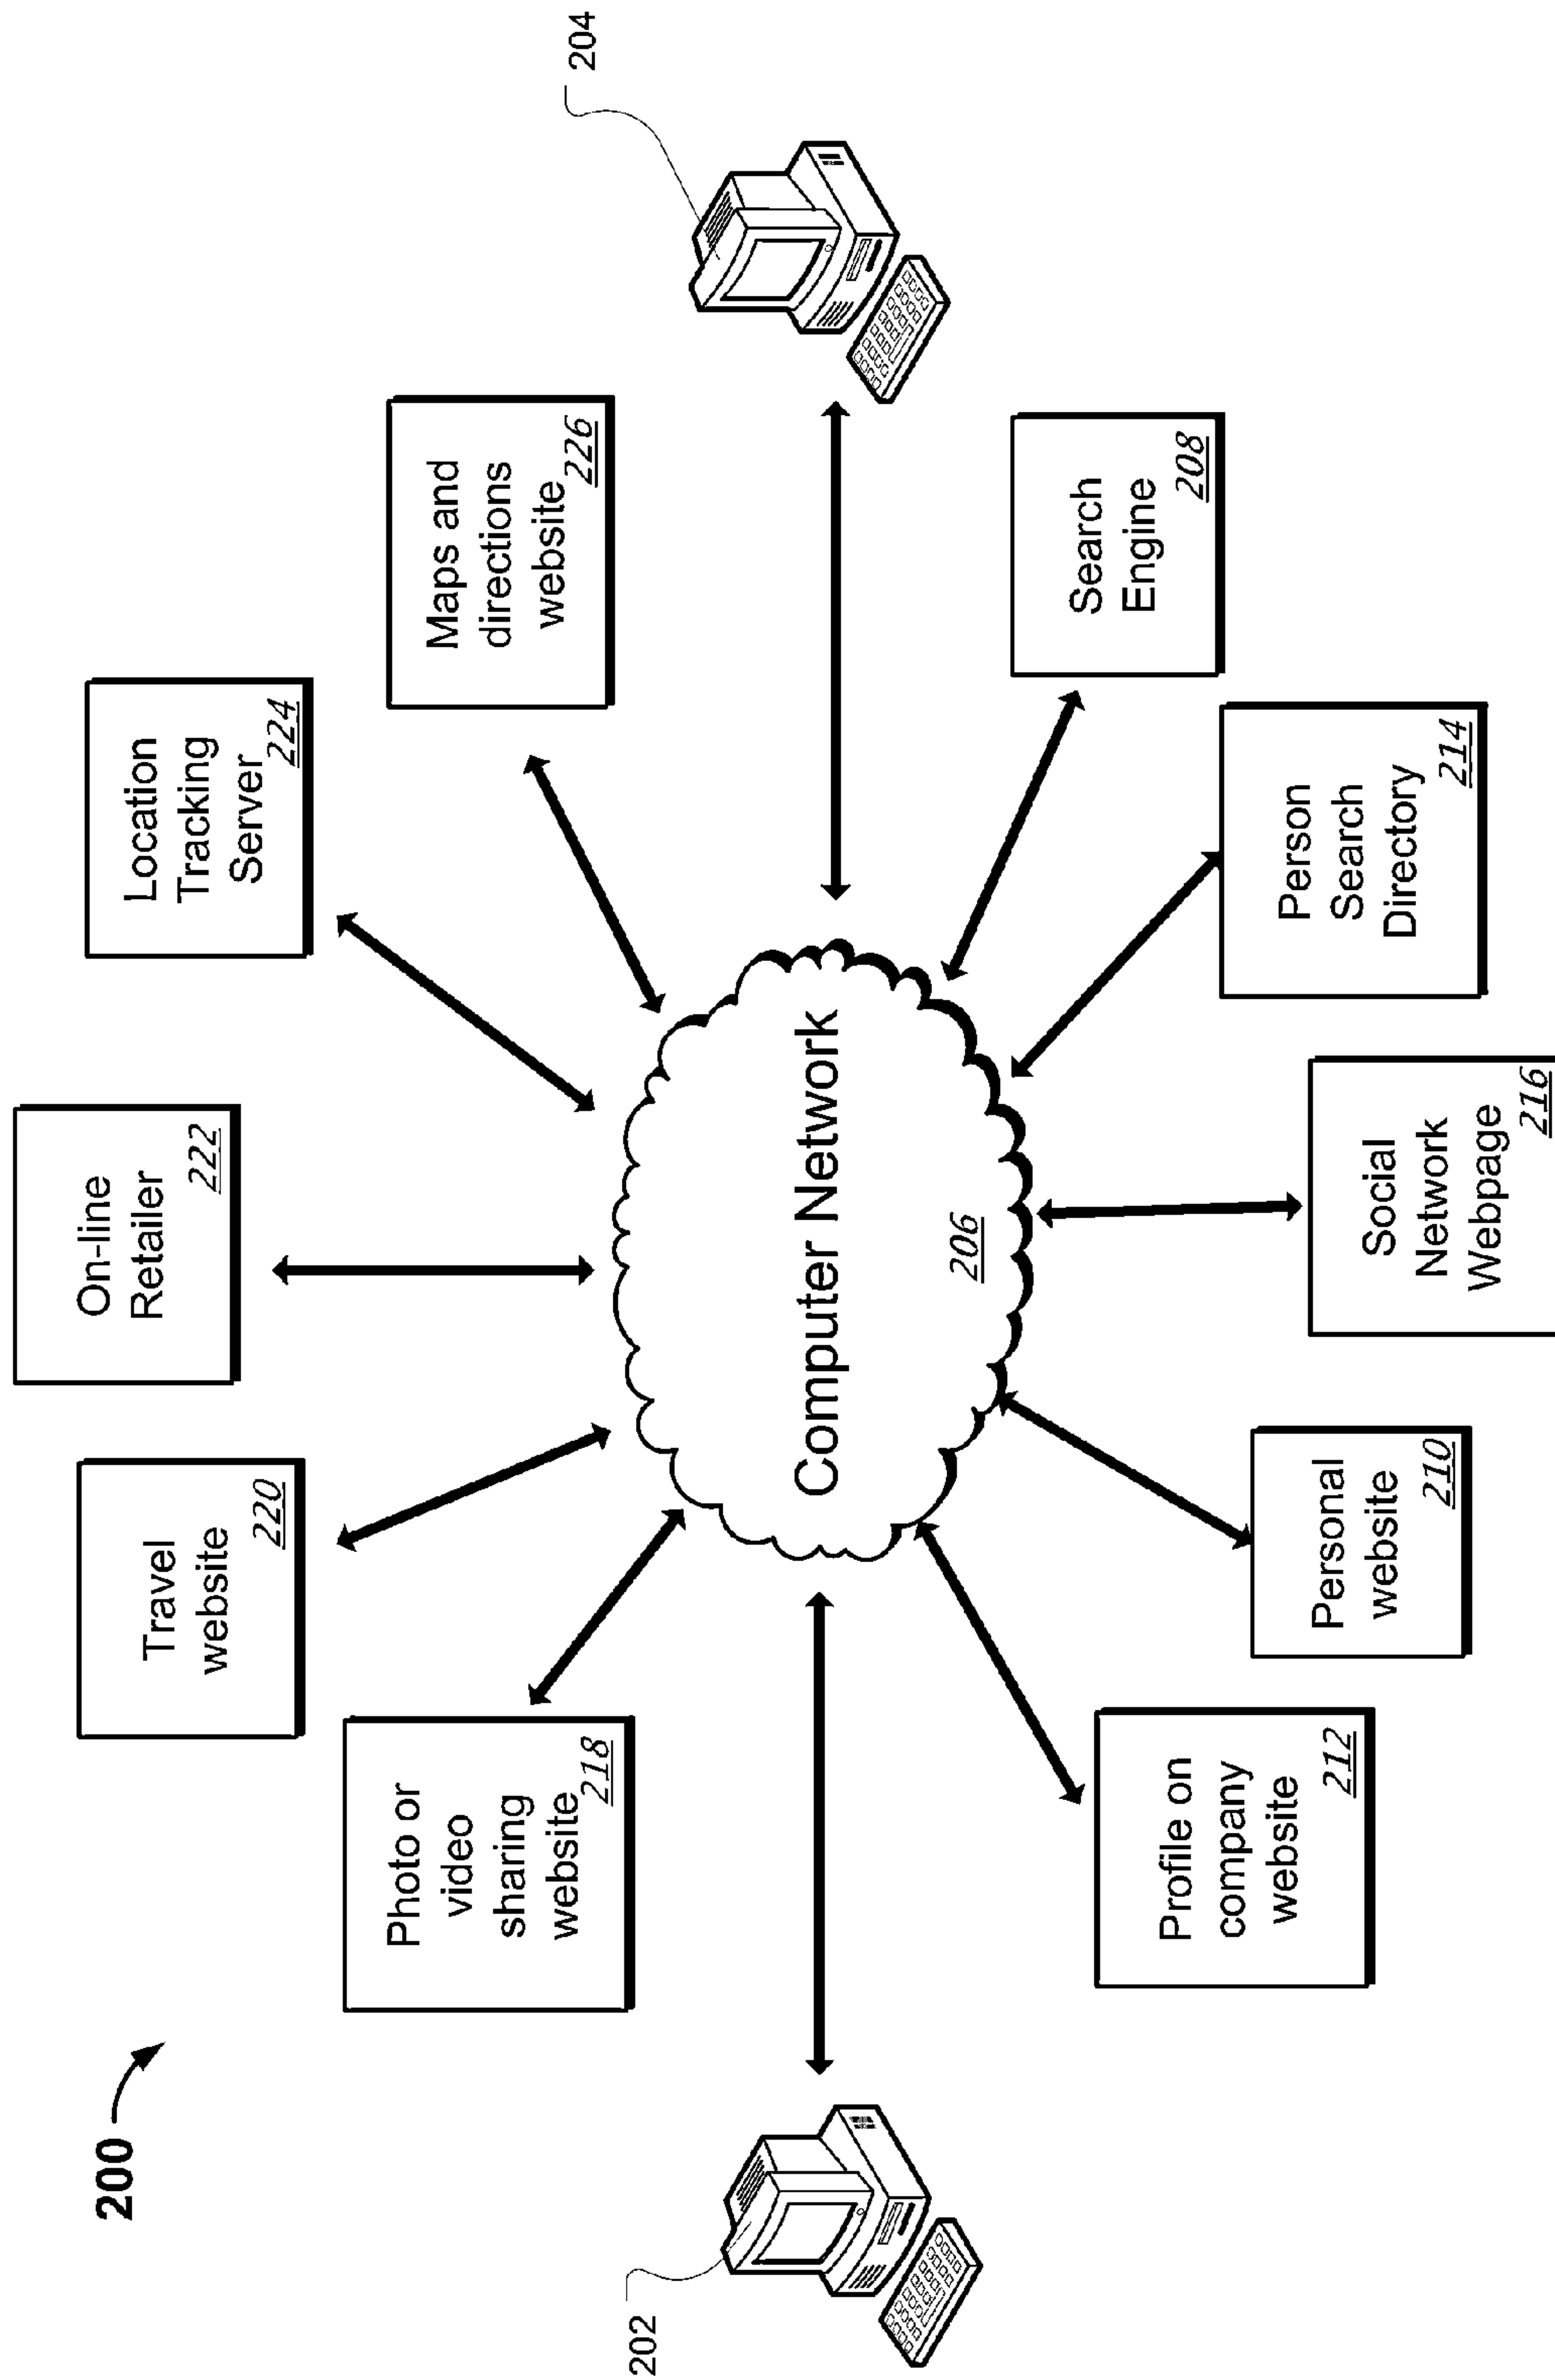 200
On-line
Retailer
222
Travel
website
220
Location
Tracking
Server
224
Photo or
video
sharing
website
218
Maps and
directions
website
226
202
204
Computer Network
206
Profile on
company
website
212
Personal
website
210
Social
Network
Webpage
216
Person
Search
Directory
214
Search
Engine
208